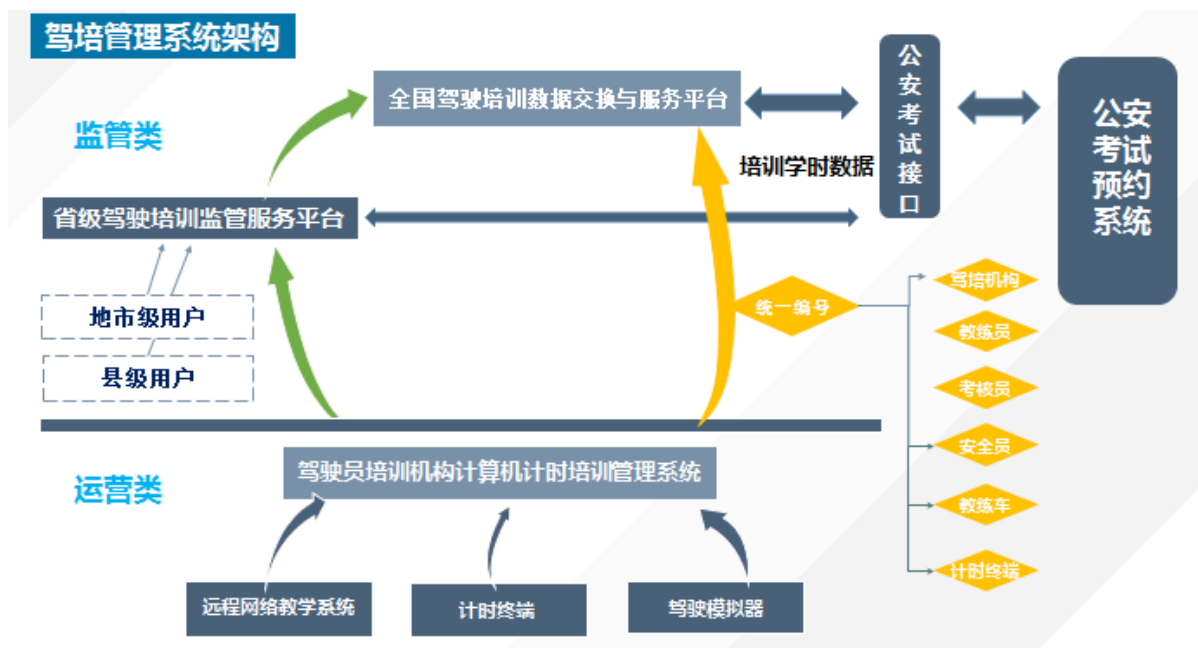 驾培管理系统架构
监管类
全国驾驶培训数据交换与服务平台
公
安
考
试
接
口
公安
考试
预约
系统
培训学时数据
省级驾驶培训监管服务平台
地市级用户
县级用户
统一编号
驾培机构
教练员
考核员
安全员
教练车
计时终端
运营类
驾驶员培训机构计算机计时培训管理系统
远程网络教学系统
计时终端
驾驶模拟器